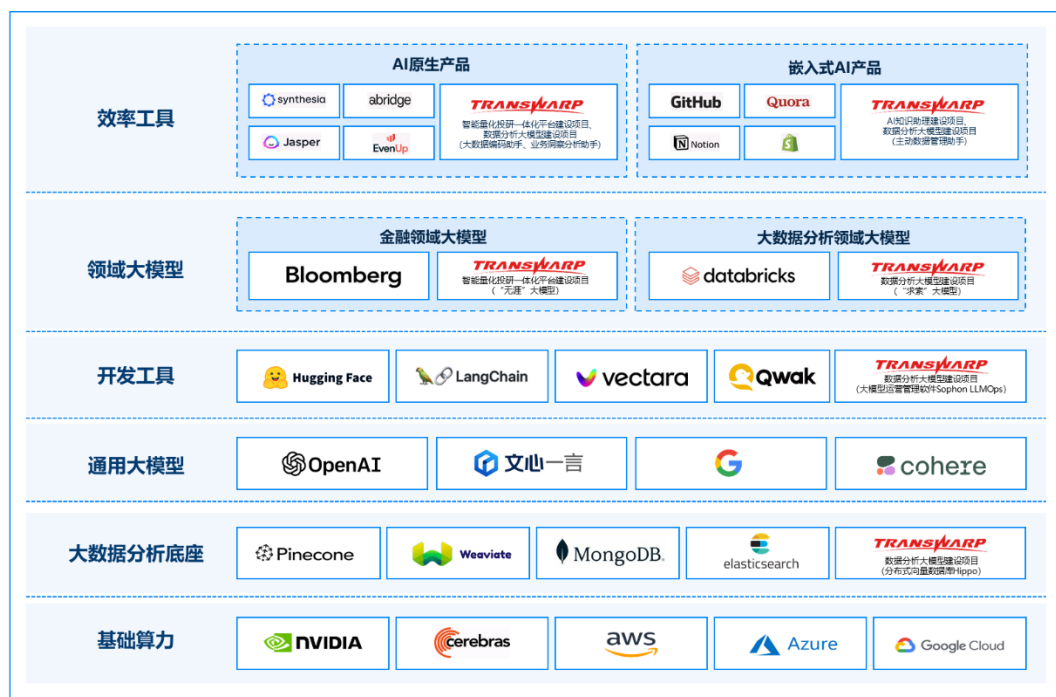 效率工具
AI原生产品
synthesia
abridge
Jasper
EvenUp
TRANSWARP
智能量化投研一体化平台建设项目、
数据分析大模型建设项目
(大数据编码助手、业务洞察分析助手)
嵌入式AI产品
GitHub
Quora
Notion
TRANSWARP
AI知识助理建设项目、
数据分析大模型建设项目
(主动数据管理助手)
领域大模型
金融领域大模型
Bloomberg
TRANSWARP
智能量化投研一体化平台建设项目
(“无涯”大模型)
大数据分析领域大模型
databricks
TRANSWARP
数据分析大模型建设项目
(“求索”大模型)
开发工具
Hugging Face
LangChain
vectara
Qwak
TRANSWARP
数据分析大模型建设项目
(大模型运营管理软件Sophon LLMOps)
通用大模型
OpenAI
文心一言
G
cohere
大数据分析底座
Pinecone
Weaviate
MongoDB.
elasticsearch
TRANSWARP
数据分析大模型建设项目
(分布式向量数据库Hippo)
基础算力
NVIDIA
cerebras
aws
Azure
Google Cloud